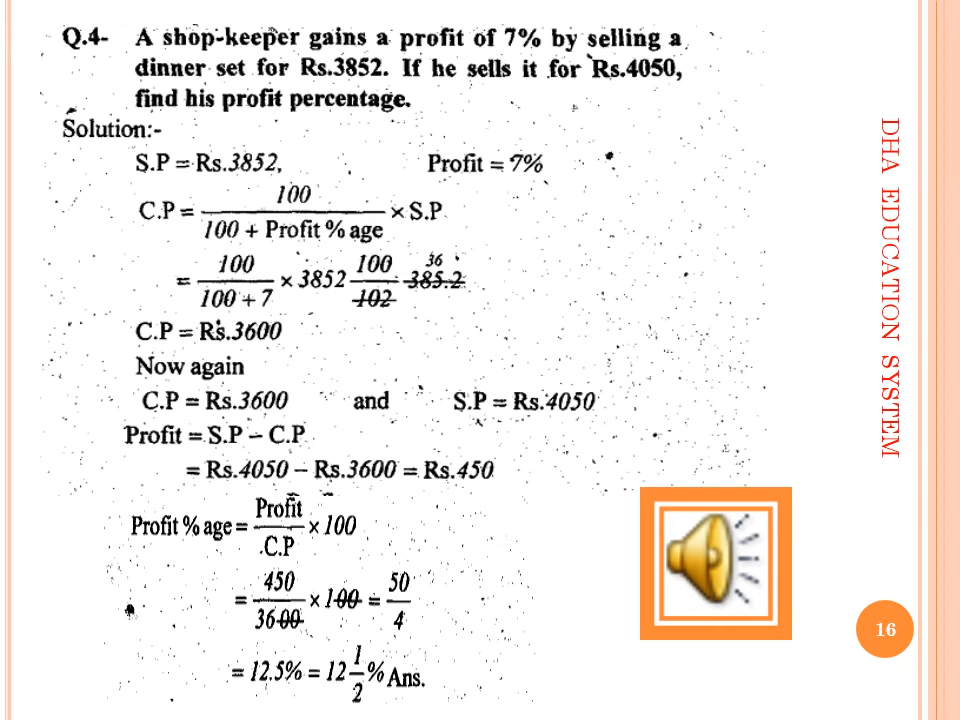 Q.4- A shop-keeper gains a profit of 7% by selling a
dinner set for Rs.3852. If he sells it for Rs.4050,
find his profit percentage.
Solution:-
S.P = Rs.3852, Profit = 7%
C.P = 100 / 100 + Profit % age × S.P
= 100 / 100 + 7 × 3852 100 / 102 36 385.2
C.P = Rs.3600
Now again
C.P = Rs.3600 and S.P = Rs.4050
Profit = S.P – C.P
= Rs.4050 – Rs.3600 = Rs.450
Profit % age = Profit / C.P × 100
= 450 / 3600 × 100 = 50 / 4
= 12.5% = 12 1/2 % Ans.
DHA EDUCATION SYSTEM
16